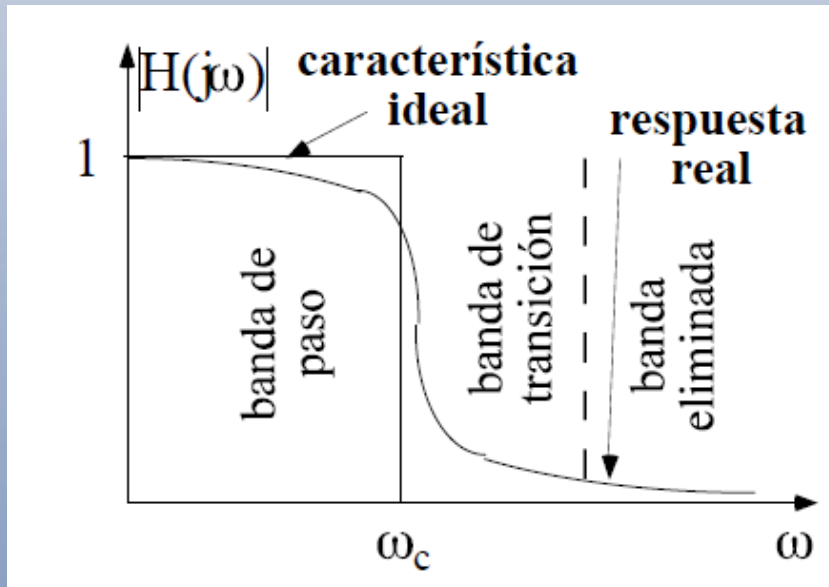 |H(jω)|
característica
ideal
1
respuesta
real
banda de
paso
banda de
transición
banda
eliminada
ωc
ω